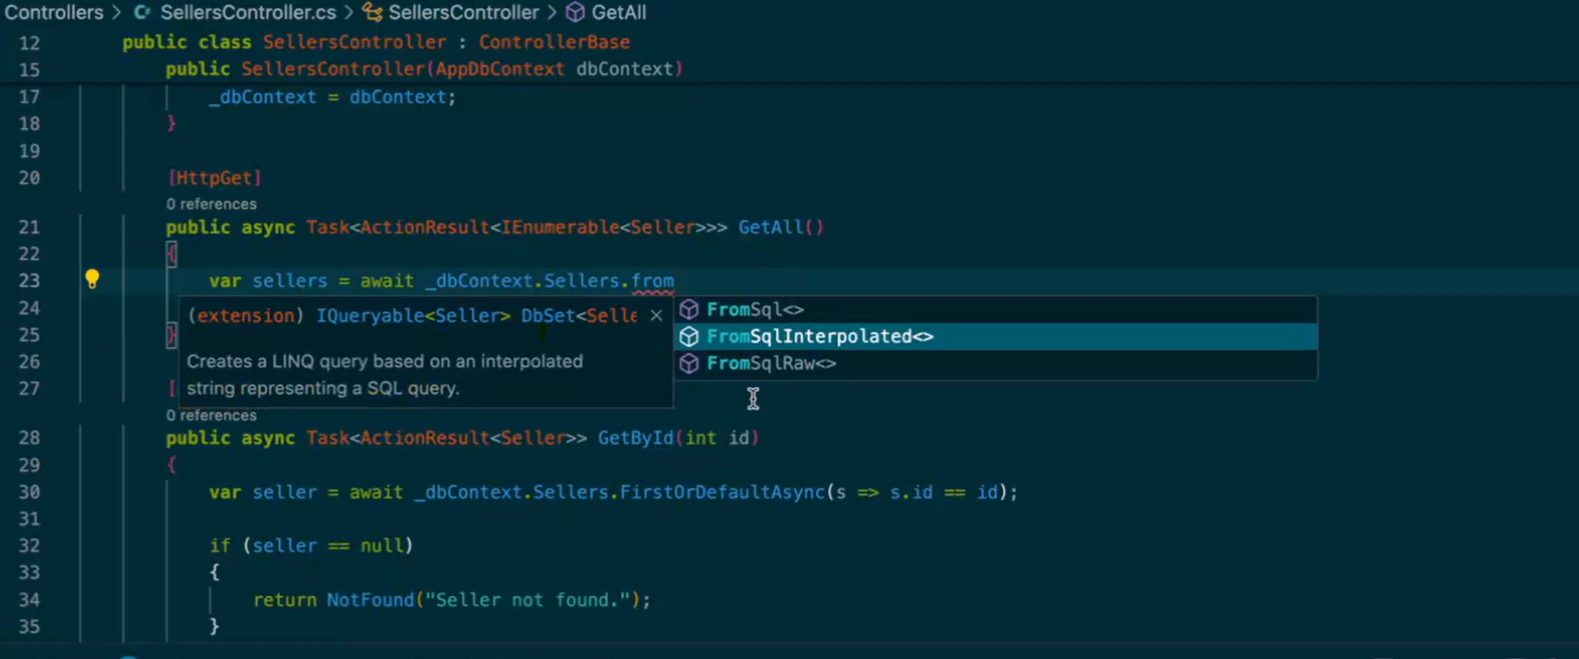 Controllers > SellersController.cs > SellersController > GetAll
12 public class SellersController : ControllerBase
15 public SellersController(AppDbContext dbContext)
17 _dbContext = dbContext;
18 }
19
20 [HttpGet]
0 references
21 public async Task<ActionResult<IEnumerable<Seller>>> GetAll()
22 {
23 var sellers = await _dbContext.Sellers.from
24
(extension) IQueryable<Seller> DbSet<Selle ×
FromSql<>
25 }
FromSqlInterpolated<>
26 Creates a LINQ query based on an interpolated
FromSqlRaw<>
27 [ string representing a SQL query.
0 references
28 public async Task<ActionResult<Seller>> GetById(int id)
29 {
30 var seller = await _dbContext.Sellers.FirstOrDefaultAsync(s => s.id == id);
31
32 if (seller == null)
33 {
34 return NotFound("Seller not found.");
35 }